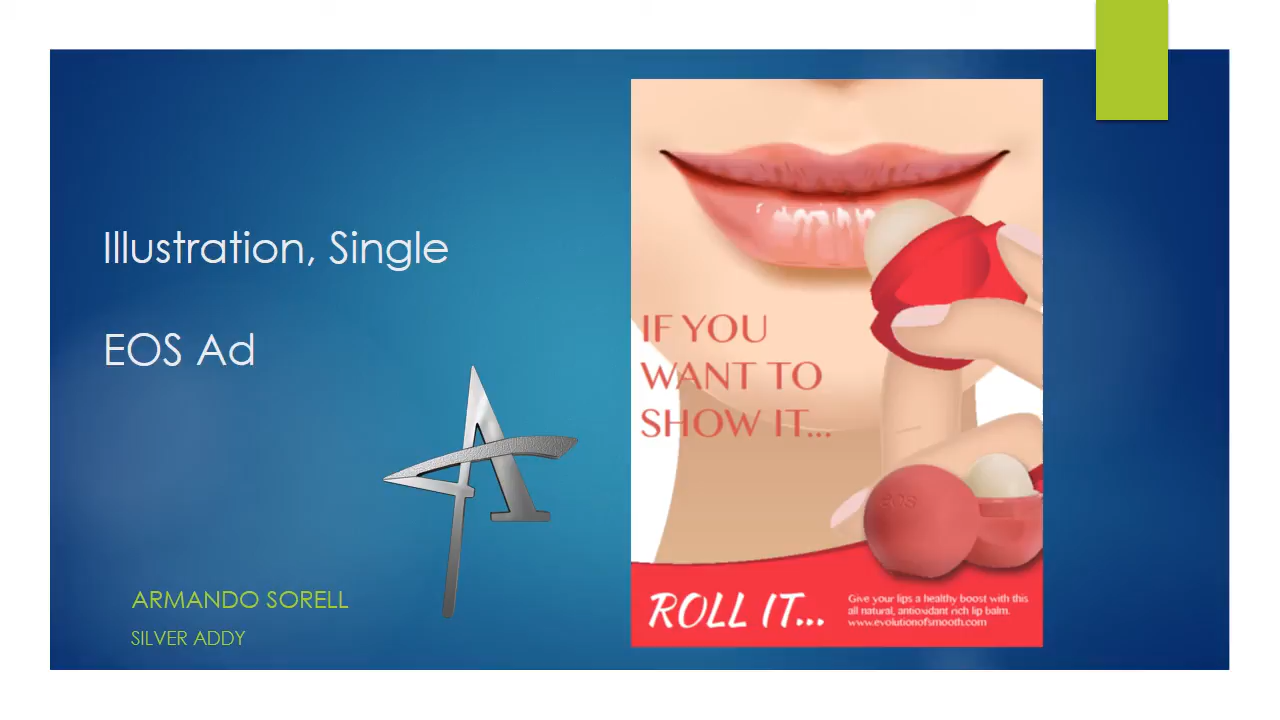 Illustration, Single
EOS Ad
ARMANDO SORELL
SILVER ADDY
IF YOU
WANT TO
SHOW IT...
eos
ROLL IT...
Give your lips a healthy boost with this
all natural, antioxidant rich lip balm.
www.evolutionofsmooth.com